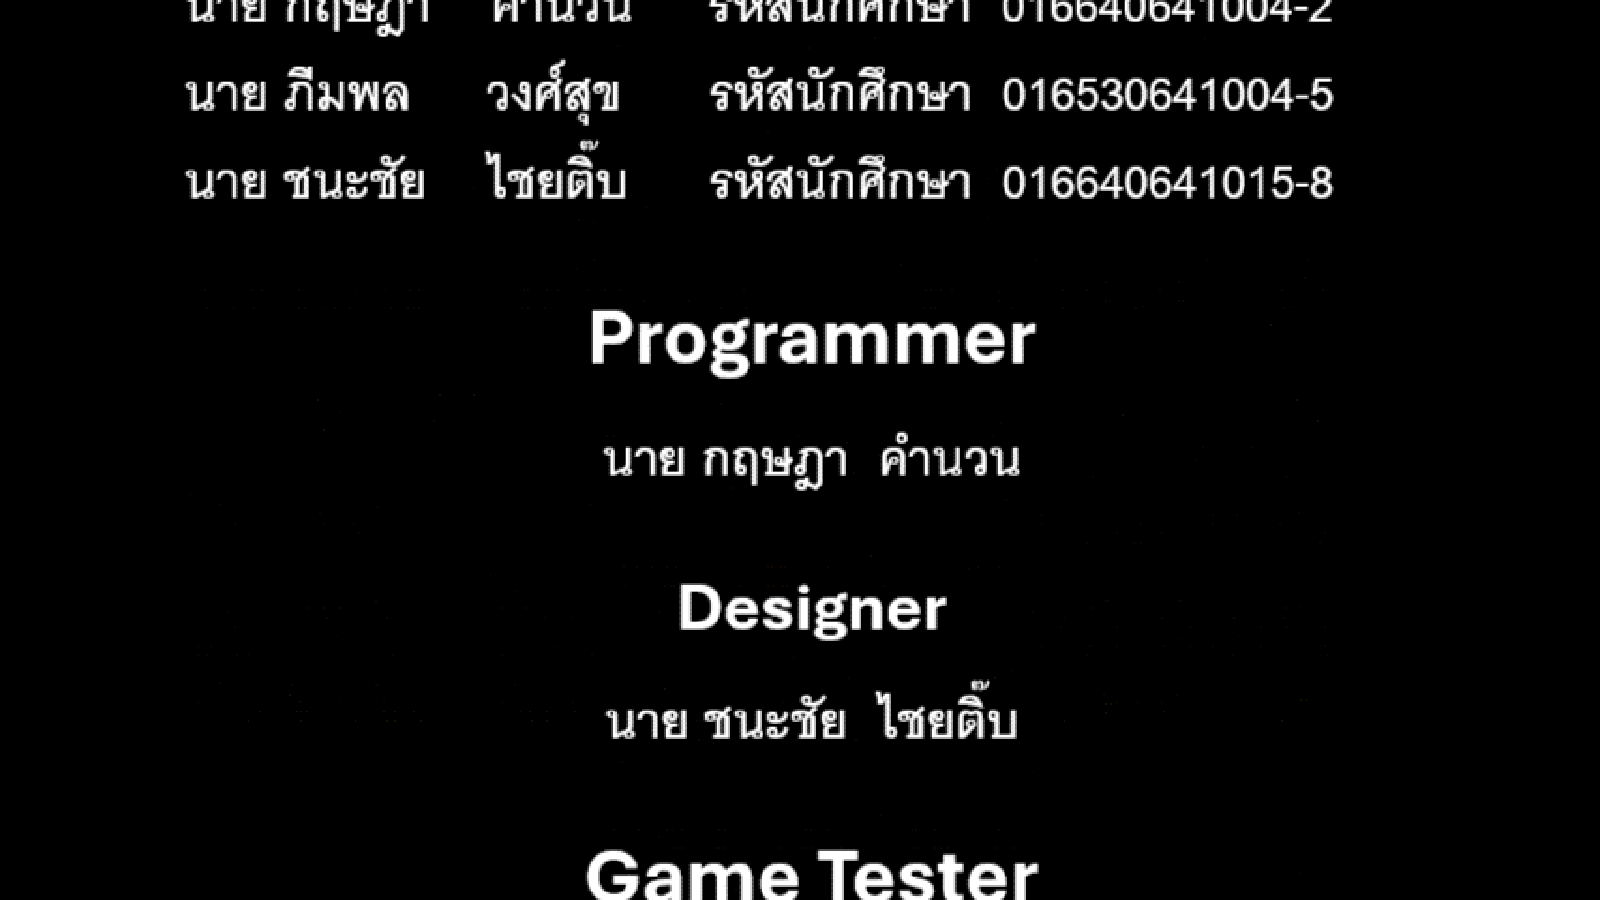 นาย กฤษฎา คำนวน รหัสนักศึกษา 016640641004-2
นาย ภีมพล วงศ์สุข รหัสนักศึกษา 016530641004-5
นาย ชนะชัย ไชยติ๊บ รหัสนักศึกษา 016640641015-8
Programmer
นาย กฤษฎา คำนวน
Designer
นาย ชนะชัย ไชยติ๊บ
Game Tester